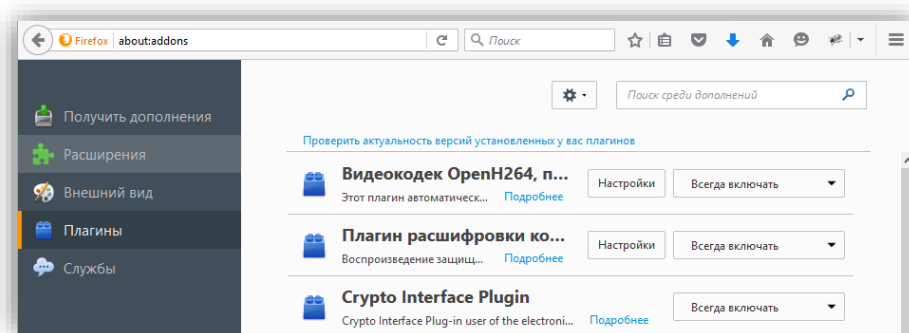 Firefox about:addons Поиск
Получить дополнения
Расширения
Внешний вид
Плагины
Службы
Поиск среди дополнений
Проверить актуальность версий установленных у вас плагинов
Видеокодек OpenH264, п...
Этот плагин автоматическ... Подробнее
Настройки
Всегда включать
Плагин расшифровки ко...
Воспроизведение защищ... Подробнее
Настройки
Всегда включать
Crypto Interface Plugin
Crypto Interface Plug-in user of the electroni... Подробнее
Всегда включать